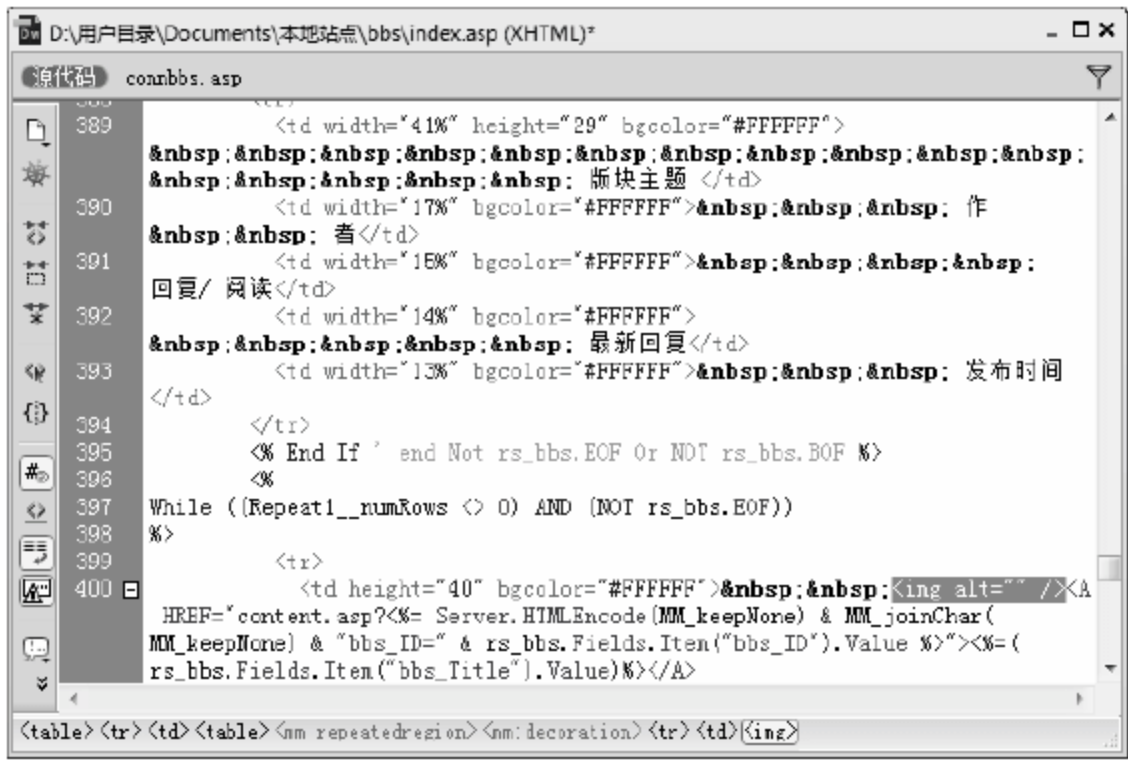 D:\用户目录\Documents\本地站点\bbs\index.asp (XHTML)*
源代码 connbbs.asp
388 <tr>
389 <td width="41%" height="29" bgcolor="#FFFFFF">
&nbsp;&nbsp;&nbsp;&nbsp;&nbsp;&nbsp;&nbsp;&nbsp;&nbsp;&nbsp;&nbsp;
&nbsp;&nbsp;&nbsp;&nbsp;&nbsp; 版块主题 </td>
390 <td width="17%" bgcolor="#FFFFFF">&nbsp;&nbsp;&nbsp; 作
&nbsp;&nbsp; 者</td>
391 <td width="15%" bgcolor="#FFFFFF">&nbsp;&nbsp;&nbsp;&nbsp;
回复/ 阅读</td>
392 <td width="14%" bgcolor="#FFFFFF">
&nbsp;&nbsp;&nbsp;&nbsp;&nbsp; 最新回复</td>
393 <td width="13%" bgcolor="#FFFFFF">&nbsp;&nbsp;&nbsp; 发布时间
</td>
394 </tr>
395 <% End If ' end Not rs_bbs.EOF Or NOT rs_bbs.BOF %>
396 <%
397 While ((Repeat1__numRows <> 0) AND (NOT rs_bbs.EOF))
398 %>
399 <tr>
400 <td height="40" bgcolor="#FFFFFF">&nbsp;&nbsp;<img alt="" /><A
HREF="content.asp?<%= Server.HTMLEncode(MM_keepNone) & MM_joinChar(
MM_keepNone) & "bbs_ID=" & rs_bbs.Fields.Item("bbs_ID").Value %>"><%=(
rs_bbs.Fields.Item("bbs_Title").Value)%></A>
<table><tr><td><table><mm:repeatedregion><mm:decoration><tr><td><img>